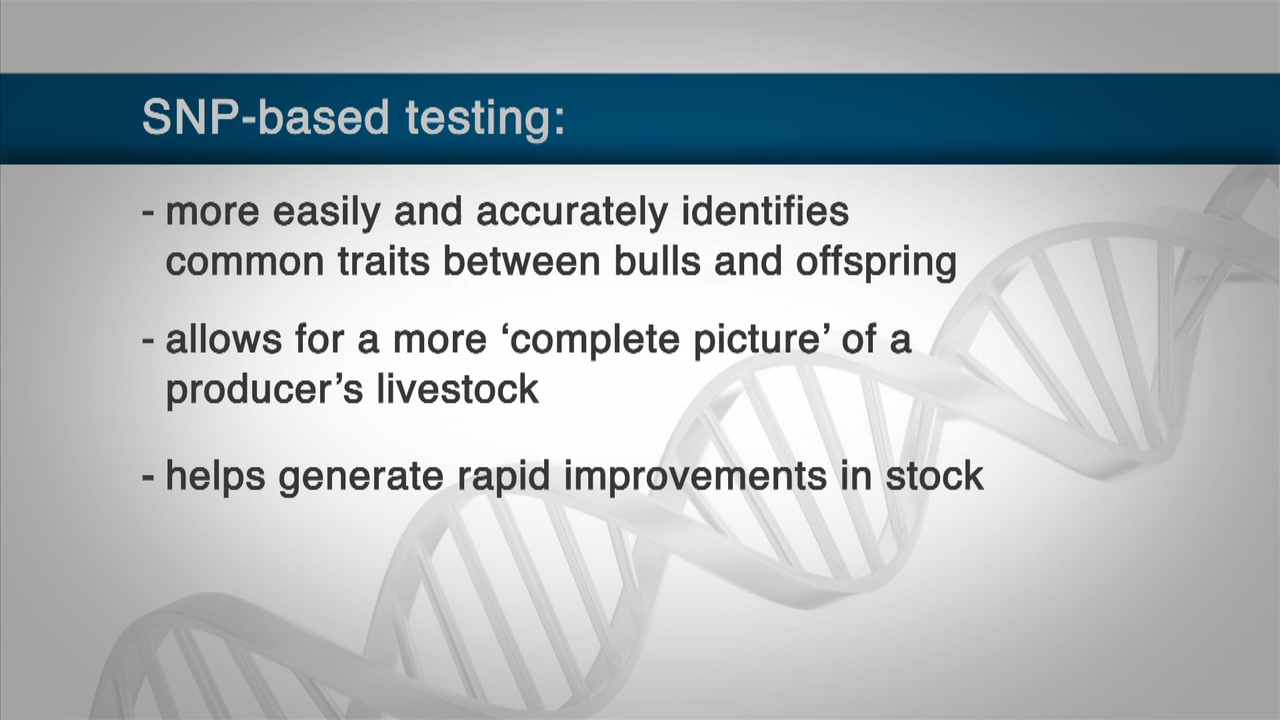 SNP-based testing:
- more easily and accurately identifies
common traits between bulls and offspring
- allows for a more ‘complete picture’ of a
producer’s livestock
- helps generate rapid improvements in stock